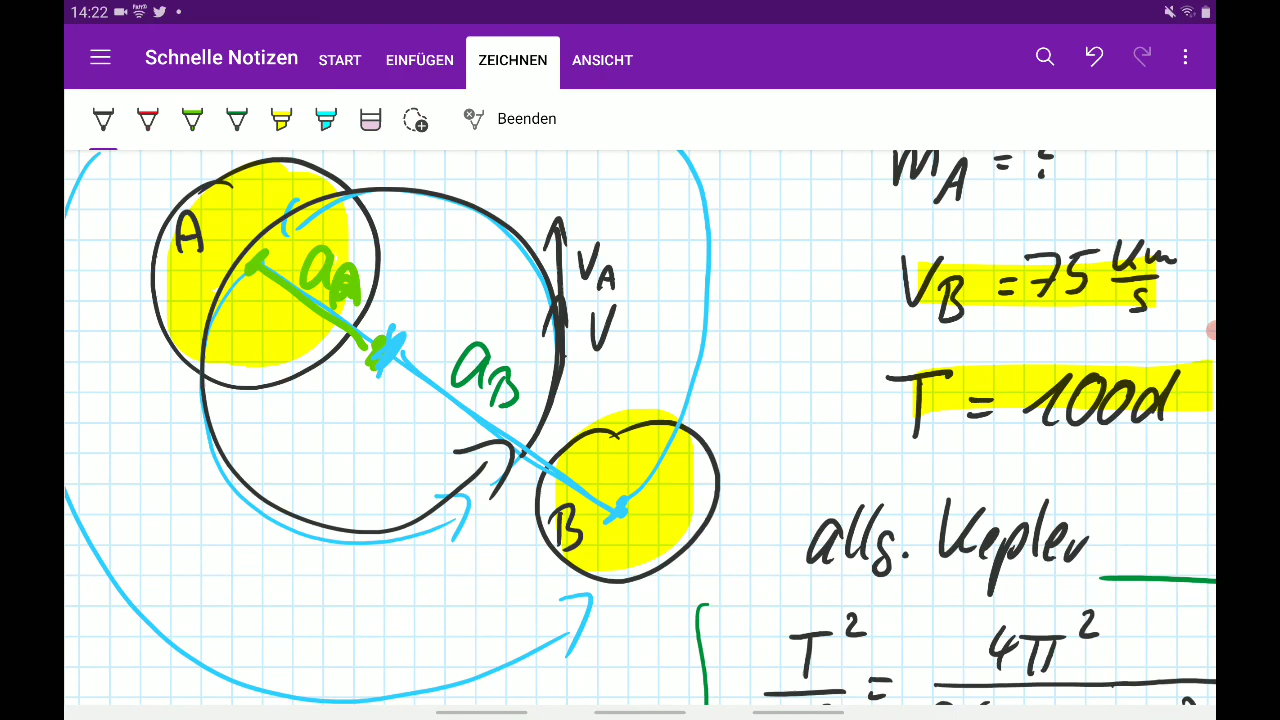 14:22
Schnelle Notizen START EINFÜGEN ZEICHNEN ANSICHT
Beenden
A
a_A
a_B
B
V_A
V
m_A = ?
V_B = 75 km/s
T = 100d
allg. Kepler
T² = 4π²